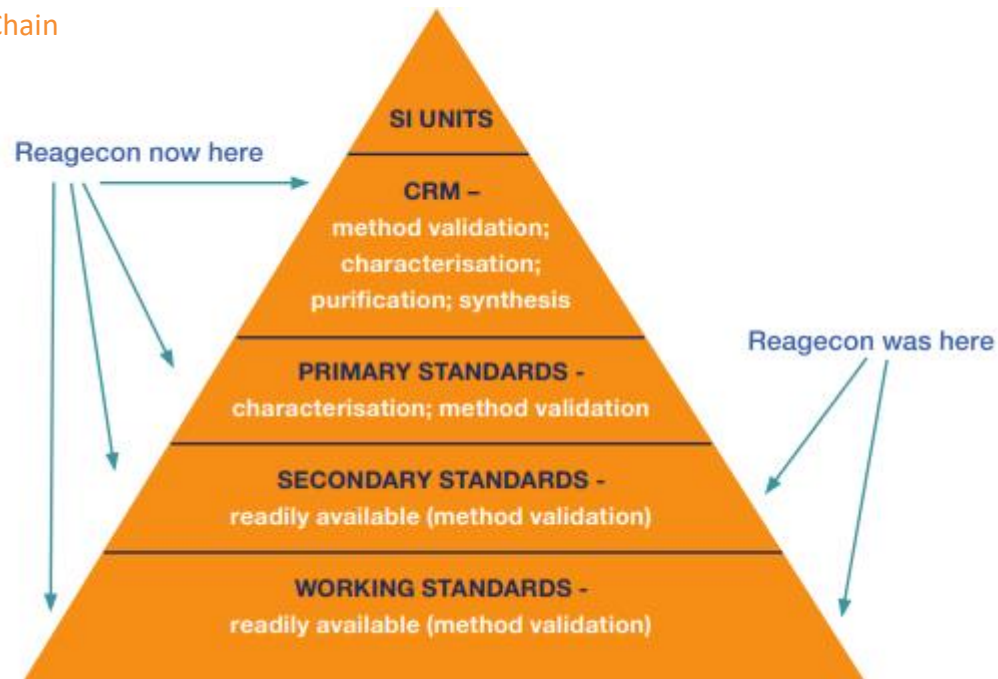 Chain
SI UNITS
Reagecon now here
CRM –
method validation;
characterisation;
purification; synthesis
Reagecon was here
PRIMARY STANDARDS -
characterisation; method validation
SECONDARY STANDARDS -
readily available (method validation)
WORKING STANDARDS -
readily available (method validation)